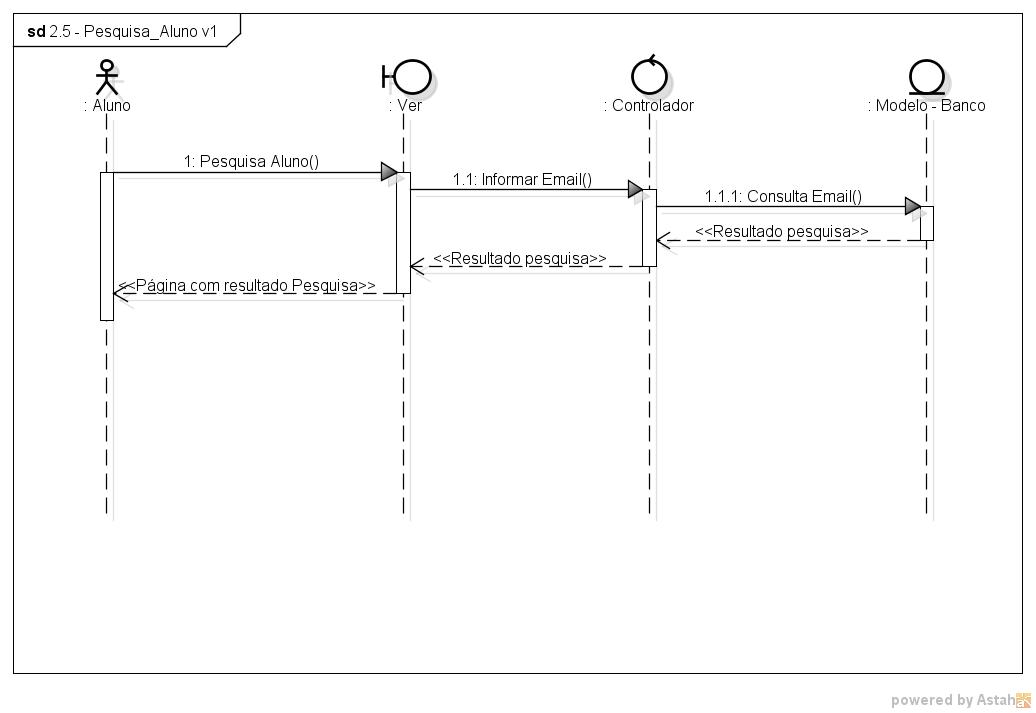 sd 2.5 - Pesquisa_Aluno v1
: Aluno
: Ver
: Controlador
: Modelo - Banco
1: Pesquisa Aluno()
1.1: Informar Email()
1.1.1: Consulta Email()
<<Resultado pesquisa>>
<<Resultado pesquisa>>
<<Página com resultado Pesquisa>>
powered by Astah